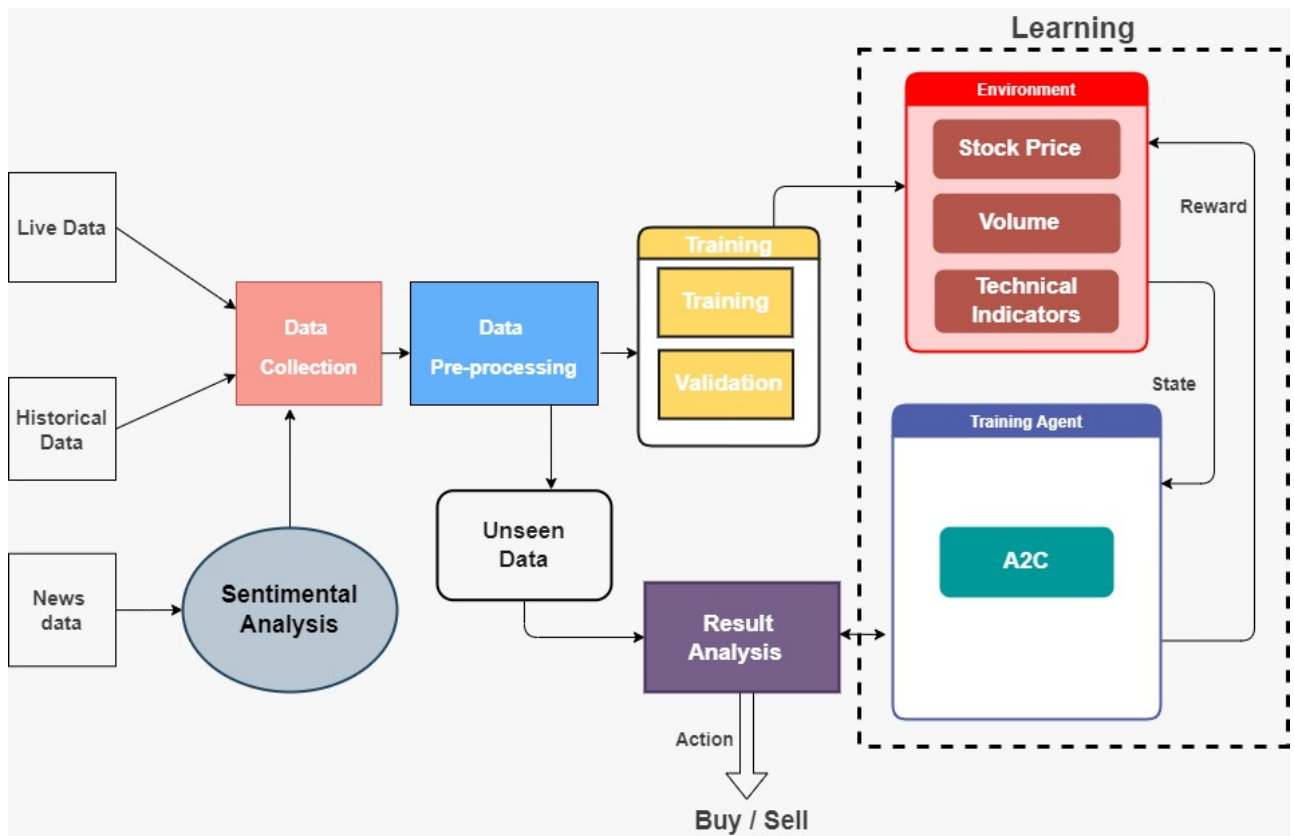 Learning
Environment
Stock Price
Volume
Technical
Indicators
Reward
State
Live Data
Historical
Data
News
data
Sentimental
Analysis
Data
Collection
Data
Pre-processing
Training
Training
Validation
Unseen
Data
Result
Analysis
Training Agent
A2C
Action
Buy / Sell